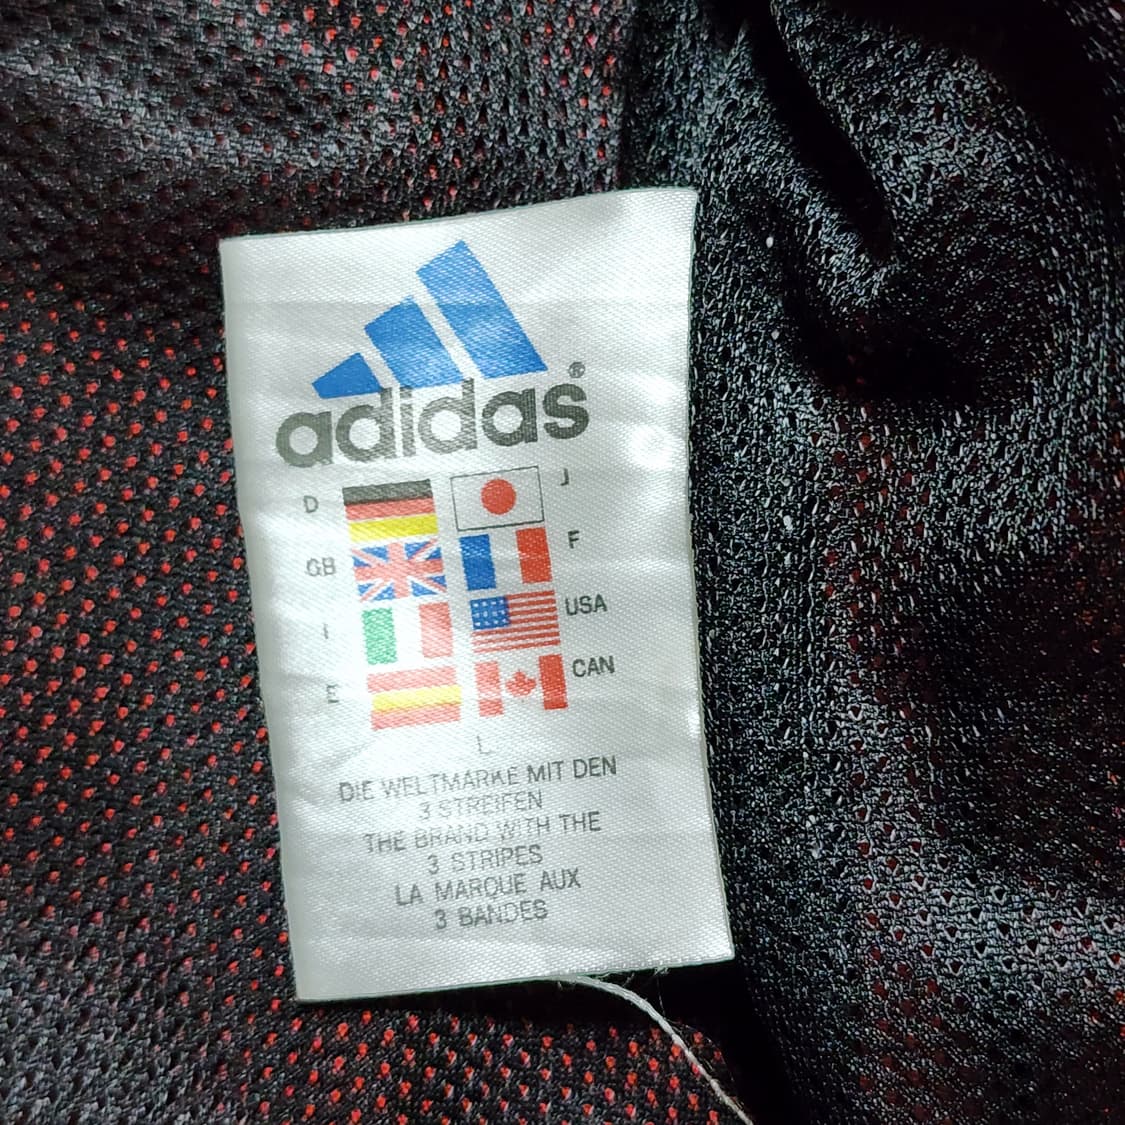 adidas®
D J
GB F
I USA
E CAN
L
DIE WELTMARKE MIT DEN
3 STREIFEN
THE BRAND WITH THE
3 STRIPES
LA MARQUE AUX
3 BANDES